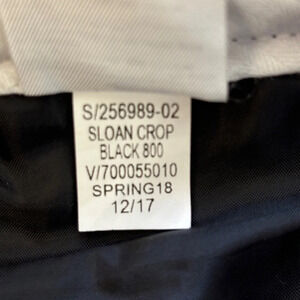 S/256989-02
SLOAN CROP
BLACK 800
V/700055010
SPRING18
12/17